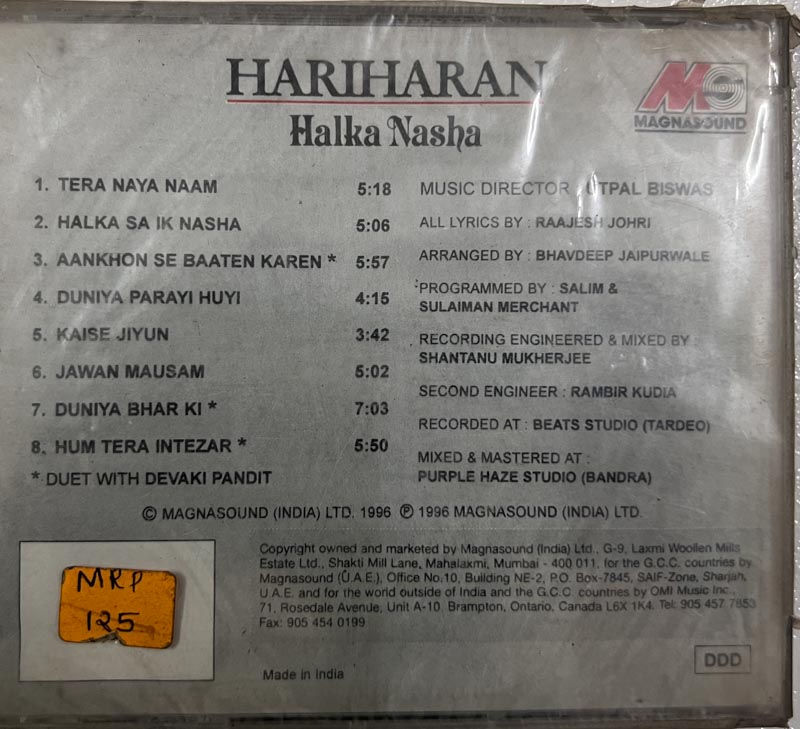 HARIHARAN
Halka Nasha
MAGNASOUND
1. TERA NAYA NAAM 5:18
2. HALKA SA IK NASHA 5:06
3. AANKHON SE BAATEN KAREN * 5:57
4. DUNIYA PARAYI HUYI 4:15
5. KAISE JIYUN 3:42
6. JAWAN MAUSAM 5:02
7. DUNIYA BHAR KI * 7:03
8. HUM TERA INTEZAR * 5:50
* DUET WITH DEVAKI PANDIT
MUSIC DIRECTOR : UTPAL BISWAS
ALL LYRICS BY : RAAJESH JOHRI
ARRANGED BY : BHAVDEEP JAIPURWALE
PROGRAMMED BY : SALIM &
SULAIMAN MERCHANT
RECORDING ENGINEERED & MIXED BY :
SHANTANU MUKHERJEE
SECOND ENGINEER : RAMBIR KUDIA
RECORDED AT : BEATS STUDIO (TARDEO)
MIXED & MASTERED AT :
PURPLE HAZE STUDIO (BANDRA)
© MAGNASOUND (INDIA) LTD. 1996 ℗ 1996 MAGNASOUND (INDIA) LTD.
Copyright owned and marketed by Magnasound (India) Ltd., G-9, Laxmi Woollen Mills
Estate Ltd., Shakti Mill Lane, Mahalaxmi, Mumbai - 400 011, for the G.C.C. countries by
Magnasound (U.A.E.), Office No.10, Building NE-2, P.O. Box-7845, SAIF-Zone, Sharjah,
U.A.E. and for the world outside of India and the G.C.C. countries by OMI Music Inc.,
71, Rosedale Avenue, Unit A-10, Brampton, Ontario, Canada L6X 1K4. Tel: 905 457 7853
Fax: 905 454 0199
MRP
125
Made in India
DDD